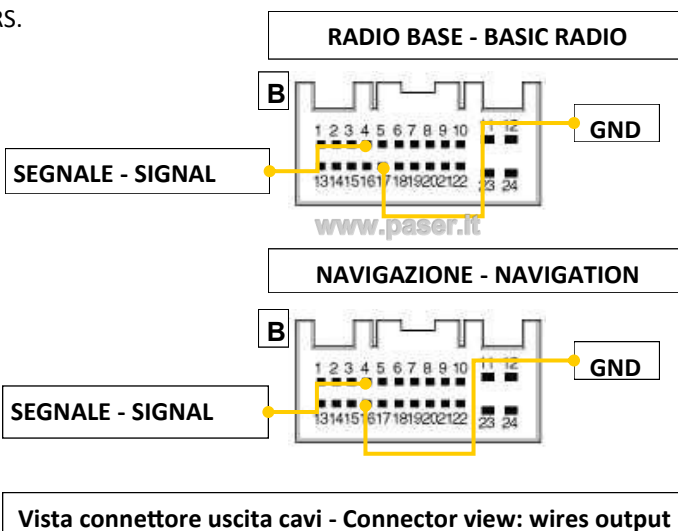 RS.
RADIO BASE - BASIC RADIO
B
1 2 3 4 5 6 7 8 9 10 11 12
GND
SEGNALE - SIGNAL
13 14 15 16 17 18 19 20 21 22 23 24
www.paser.it
NAVIGAZIONE - NAVIGATION
B
1 2 3 4 5 6 7 8 9 10 11 12
GND
SEGNALE - SIGNAL
13 14 15 16 17 18 19 20 21 22 23 24
Vista connettore uscita cavi - Connector view: wires output